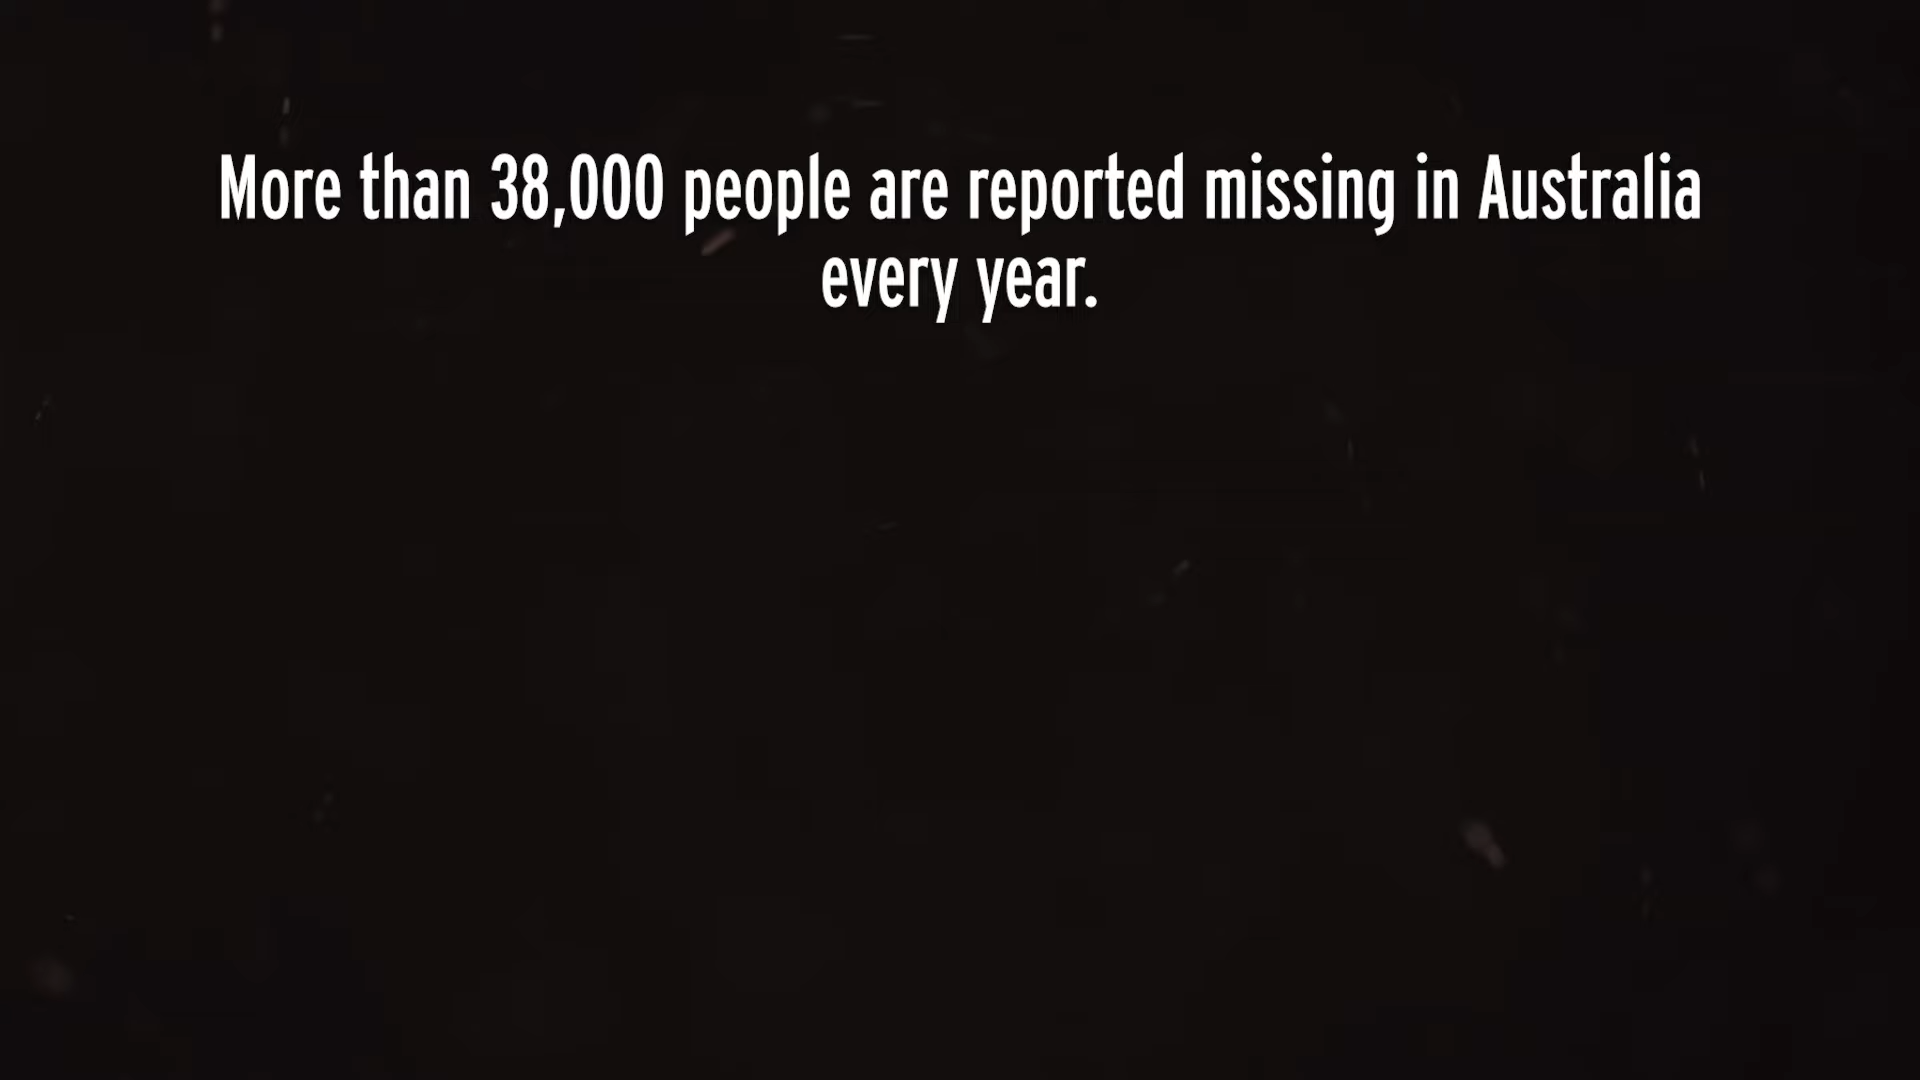 More than 38,000 people are reported missing in Australia
every year.